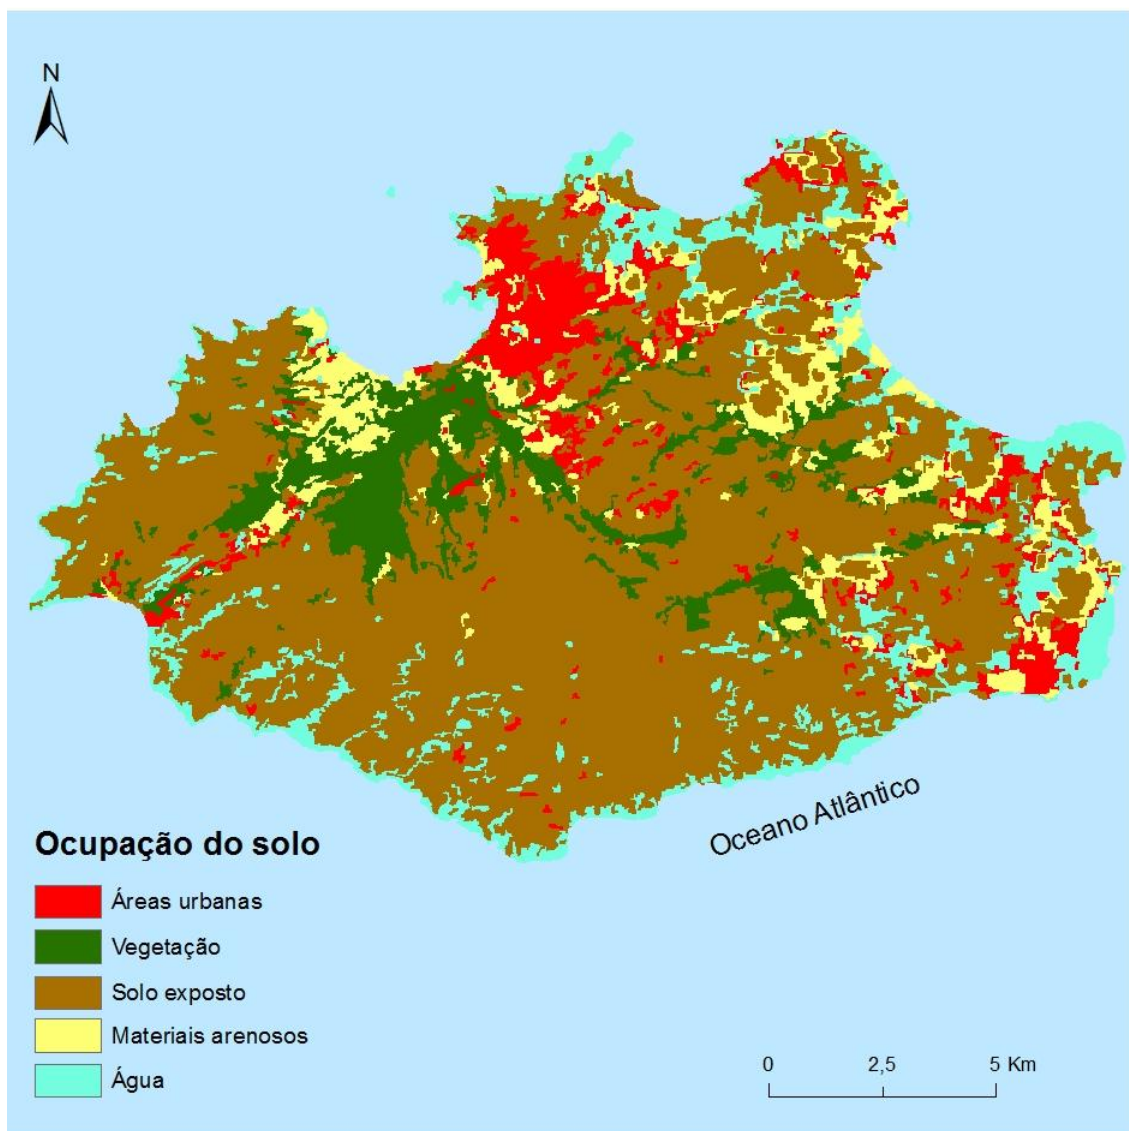 N
Oceano Atlântico
Ocupação do solo
Áreas urbanas
Vegetação
Solo exposto
Materiais arenosos
Água
0 2,5 5 Km